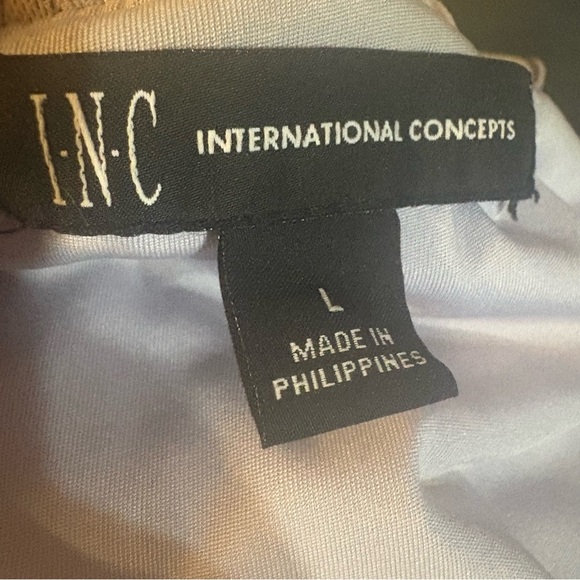 I·N·C INTERNATIONAL CONCEPTS
L
MADE IN
PHILIPPINES